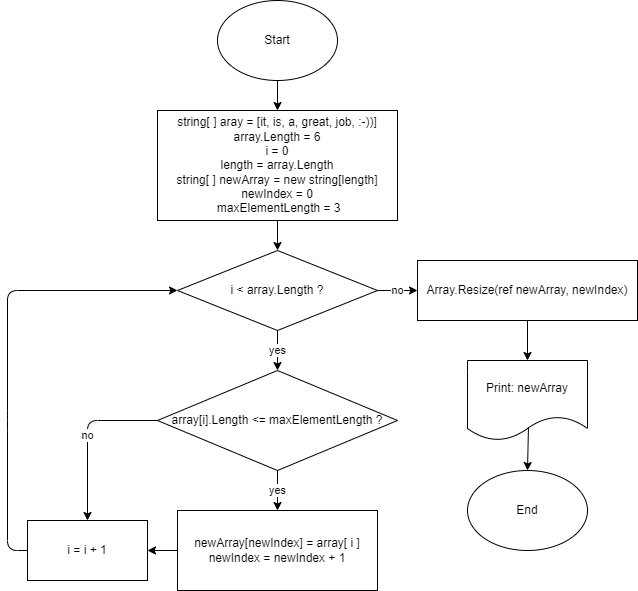 Start
string[ ] aray = [it, is, a, great, job, :-))]
array.Length = 6
i = 0
length = array.Length
string[ ] newArray = new string[length]
newIndex = 0
maxElementLength = 3
i < array.Length ?
no
Array.Resize(ref newArray, newIndex)
yes
Print: newArray
array[i].Length <= maxElementLength ?
no
yes
End
newArray[newIndex] = array[ i ]
newIndex = newIndex + 1
i = i + 1